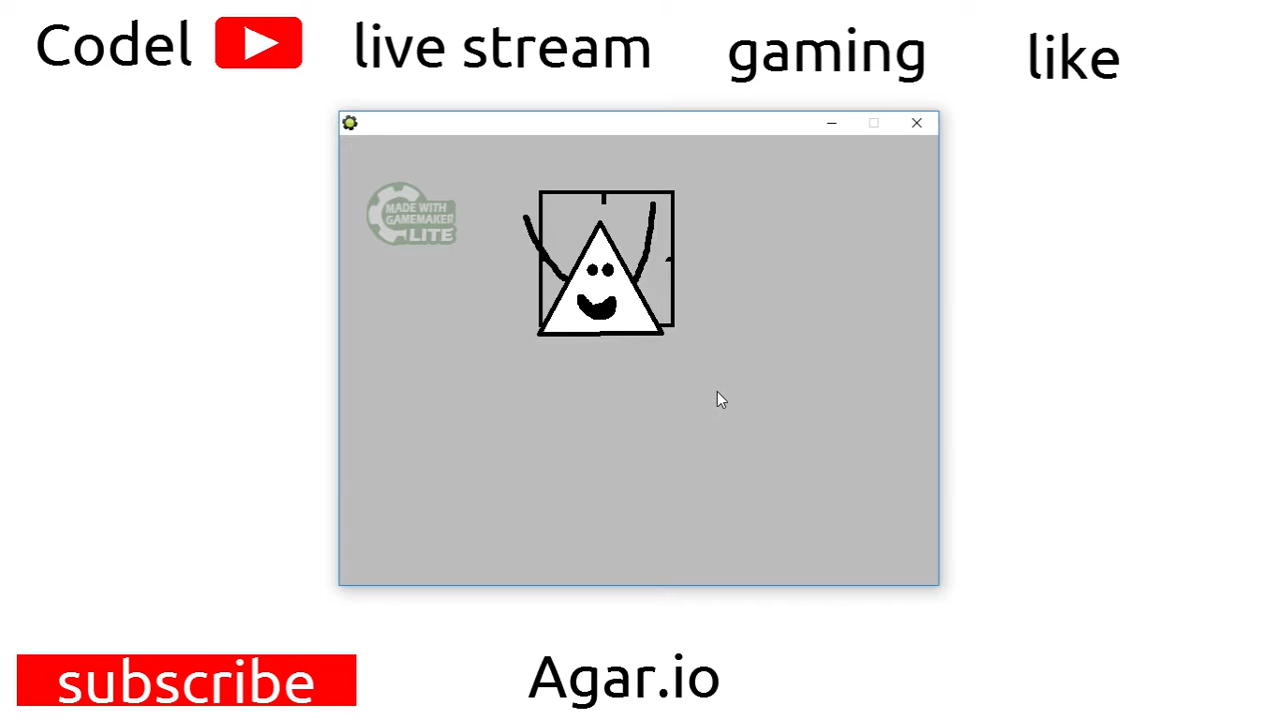 Codel live stream gaming like
MADE WITH
GAMEMAKER
LITE
subscribe Agar.io